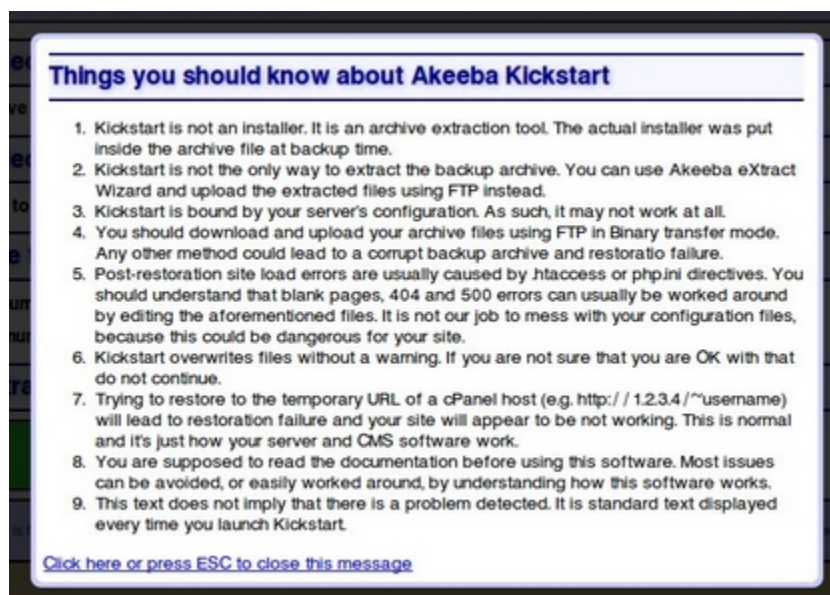 Things you should know about Akeeba Kickstart
1. Kickstart is not an installer. It is an archive extraction tool. The actual installer was put
inside the archive file at backup time.
2. Kickstart is not the only way to extract the backup archive. You can use Akeeba eXtract
Wizard and upload the extracted files using FTP instead.
3. Kickstart is bound by your server's configuration. As such, it may not work at all.
4. You should download and upload your archive files using FTP in Binary transfer mode.
Any other method could lead to a corrupt backup archive and restoratio failure.
5. Post-restoration site load errors are usually caused by .htaccess or php.ini directives. You
should understand that blank pages, 404 and 500 errors can usually be worked around
by editing the aforementioned files. It is not our job to mess with your configuration files,
because this could be dangerous for your site.
6. Kickstart overwrites files without a warning. If you are not sure that you are OK with that
do not continue.
7. Trying to restore to the temporary URL of a cPanel host (e.g. http://1.2.3.4/~username)
will lead to restoration failure and your site will appear to be not working. This is normal
and it's just how your server and CMS software work.
8. You are supposed to read the documentation before using this software. Most issues
can be avoided, or easily worked around, by understanding how this software works.
9. This text does not imply that there is a problem detected. It is standard text displayed
every time you launch Kickstart.
Click here or press ESC to close this message